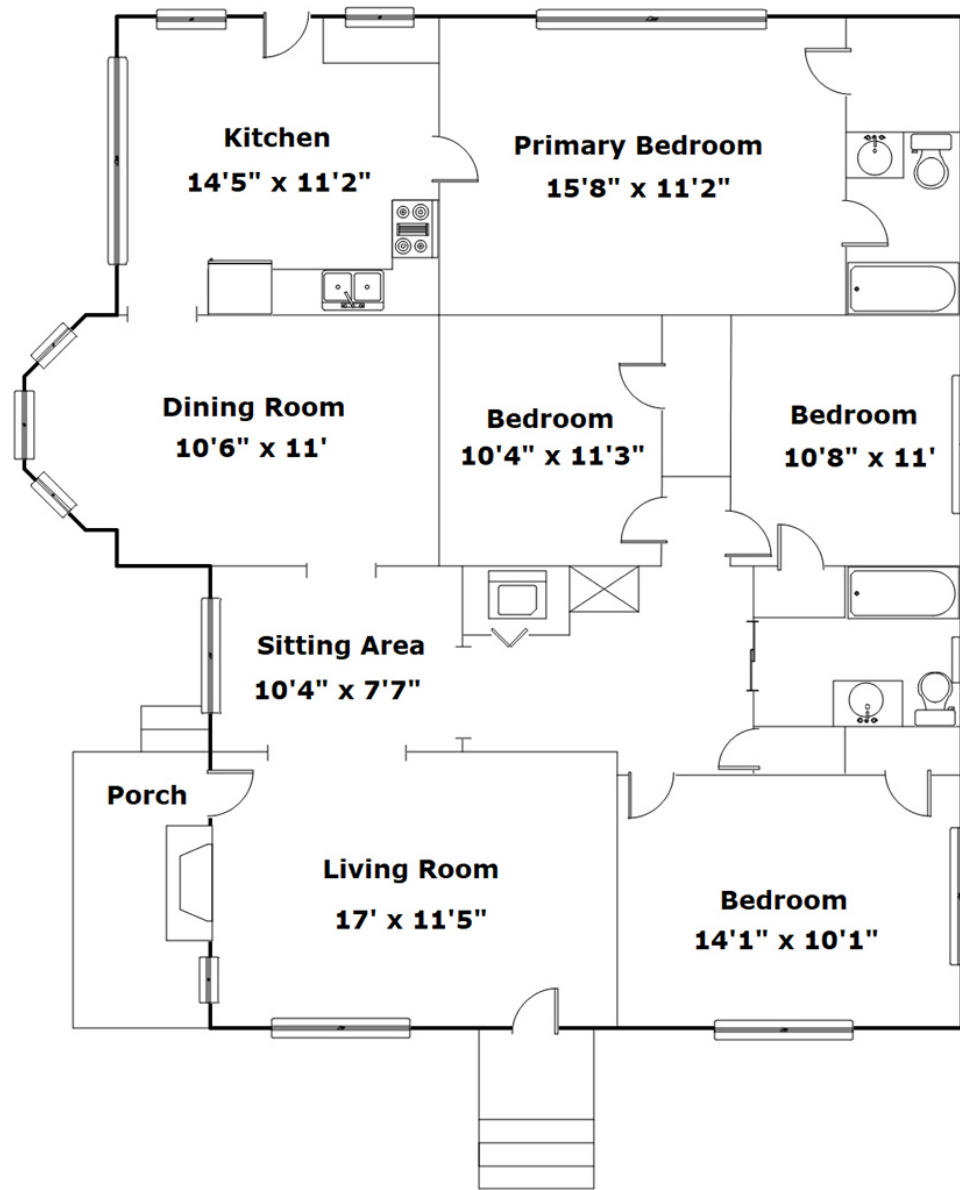 Kitchen
14'5" x 11'2"
Primary Bedroom
15'8" x 11'2"
Dining Room
10'6" x 11'
Bedroom
10'4" x 11'3"
Bedroom
10'8" x 11'
Sitting Area
10'4" x 7'7"
Porch
Living Room
17' x 11'5"
Bedroom
14'1" x 10'1"